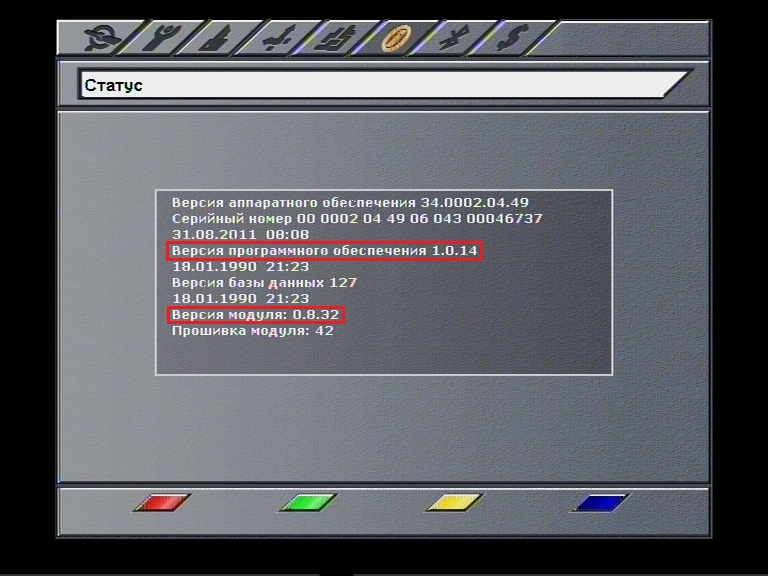 Статус
Версия аппаратного обеспечения 34.0002.04.49
Серийный номер 00 0002 04 49 06 043 00046737
31.08.2011 08:08
Версия программного обеспечения 1.0.14
18.01.1990 21:23
Версия базы данных 127
18.01.1990 21:23
Версия модуля: 0.8.32
Прошивка модуля: 42